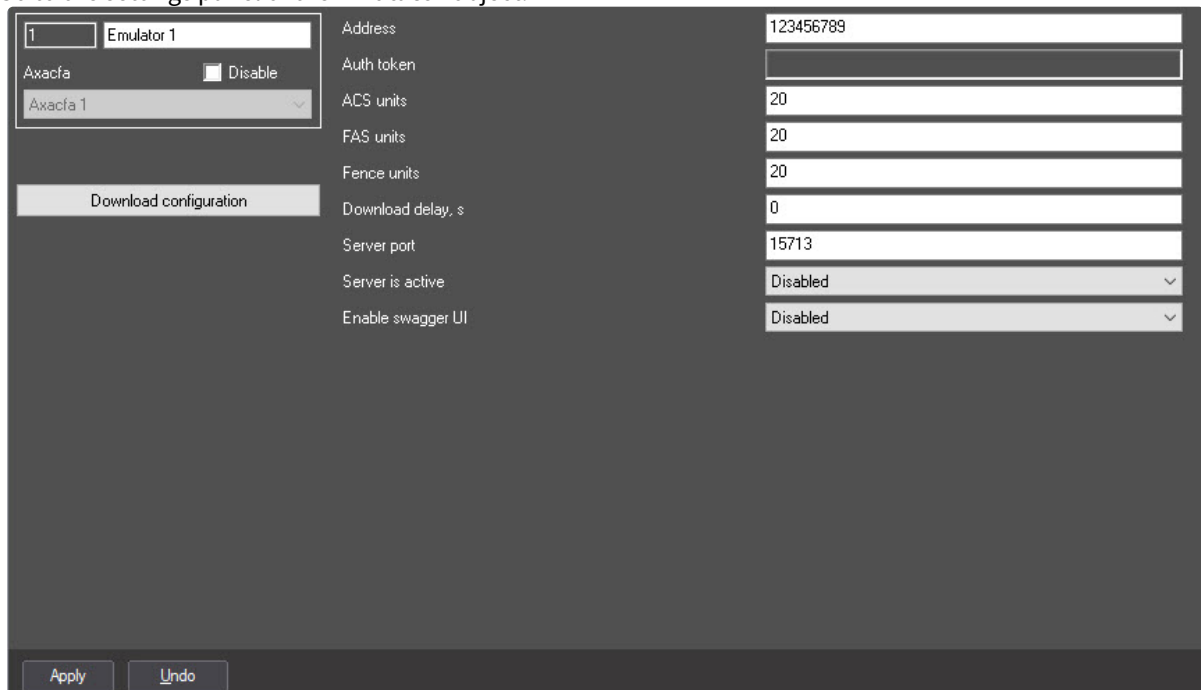 1 Emulator 1
Axacfa Disable
Axacfa 1
Download configuration
Address 123456789
Auth token
ACS units 20
FAS units 20
Fence units 20
Download delay, s 0
Server port 15713
Server is active Disabled
Enable swagger UI Disabled
Apply Undo